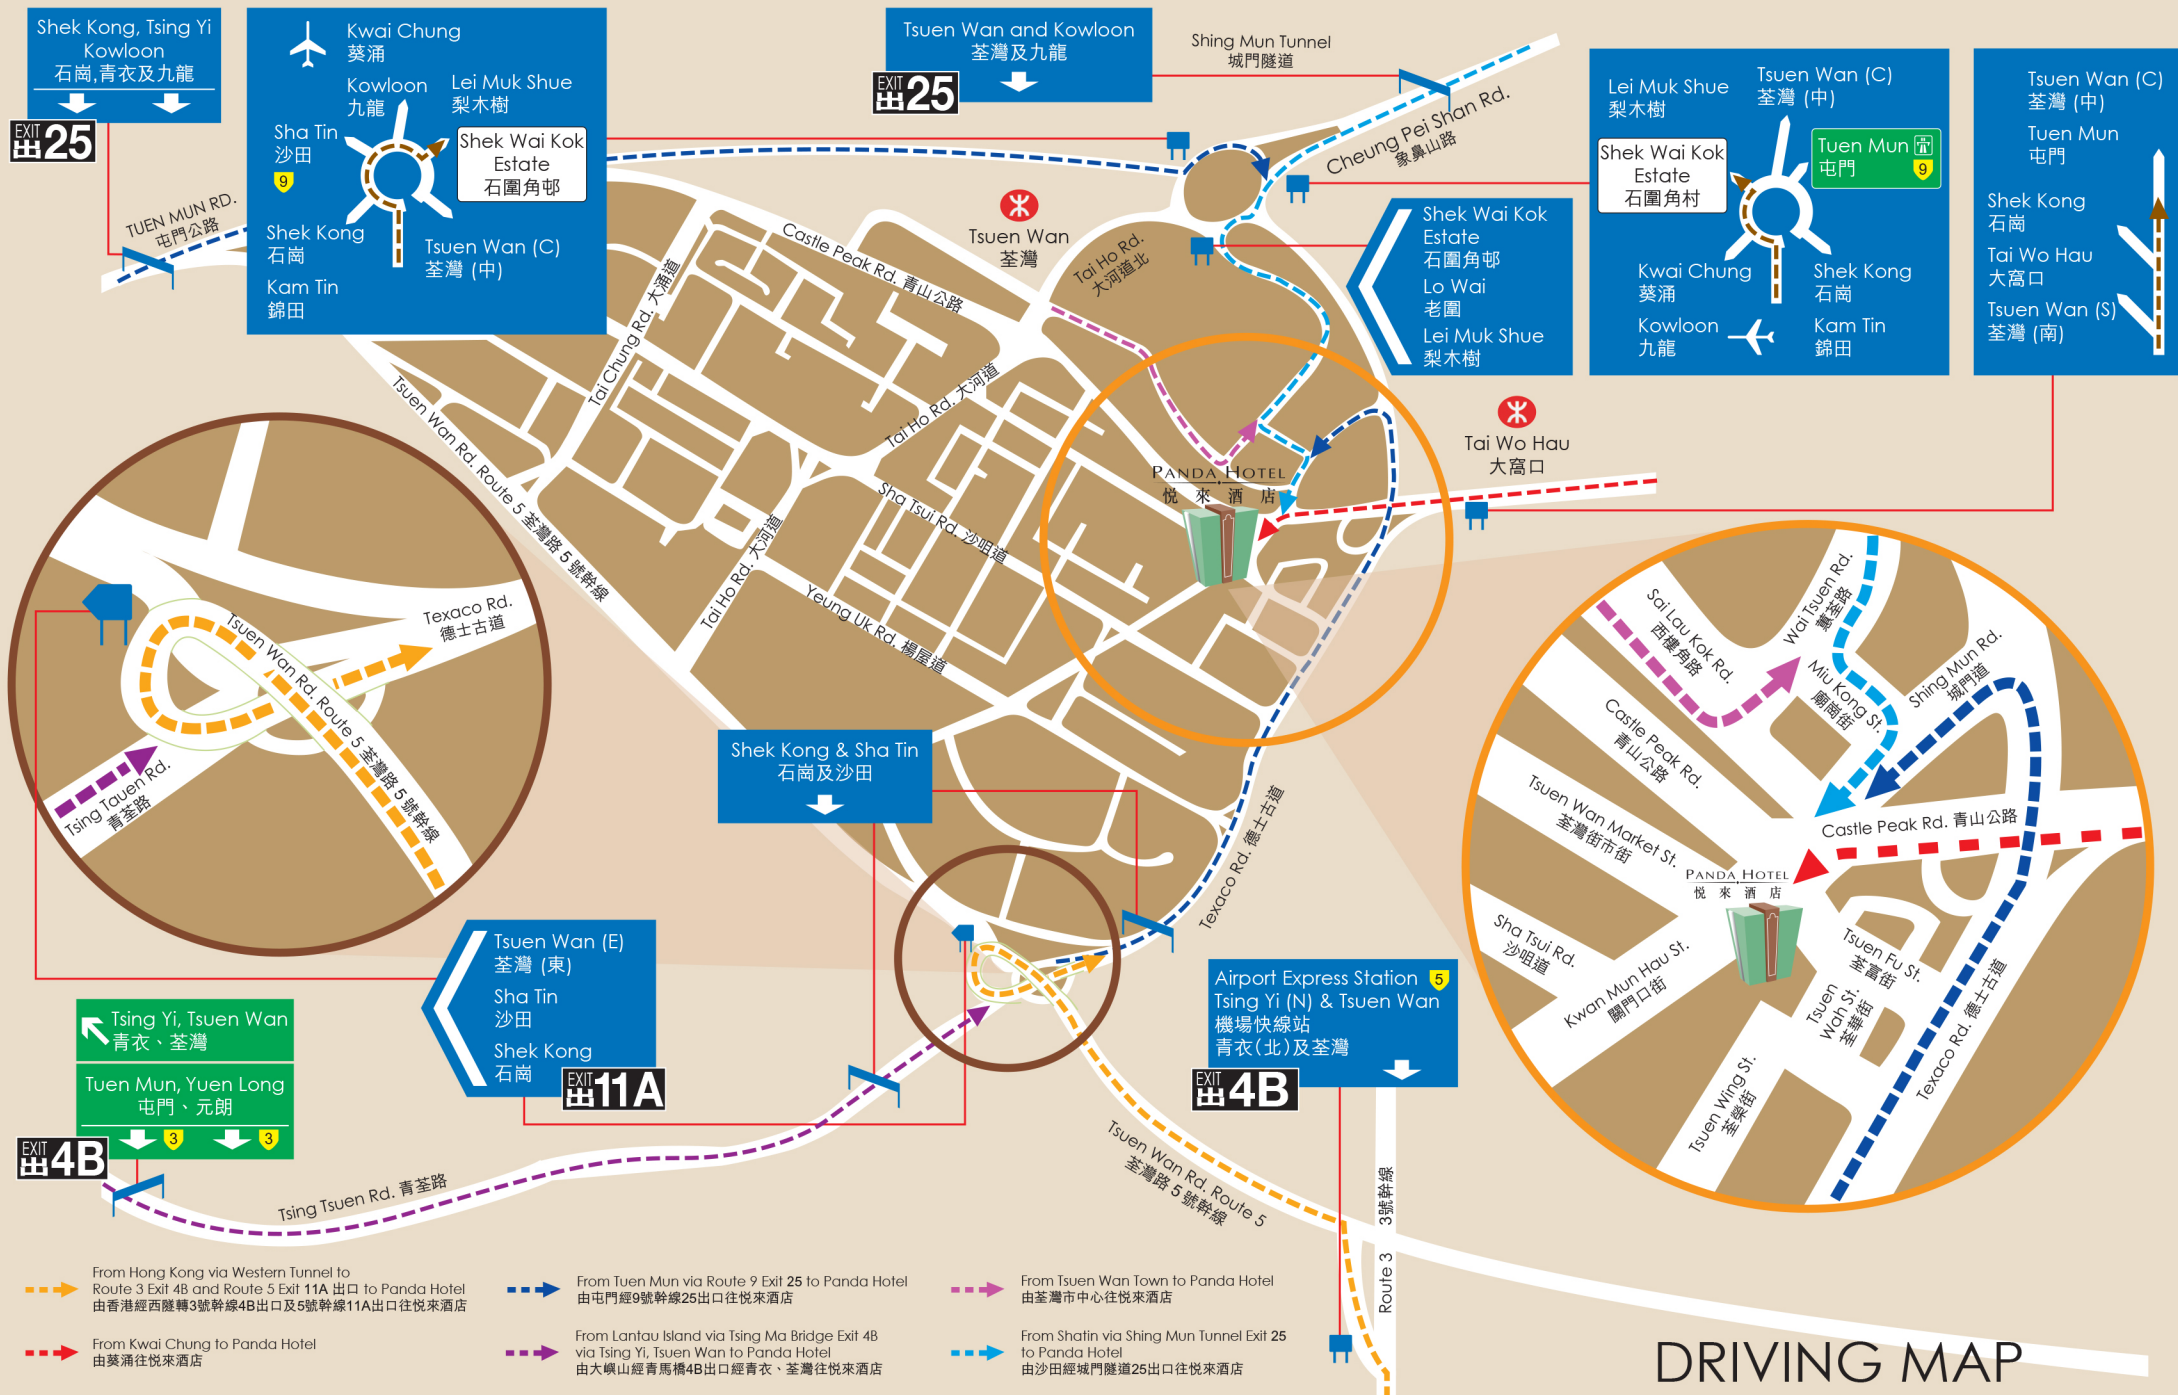 Shek Kong, Tsing Yi
Kowloon
石崗,青衣及九龍
EXIT
出25
Kwai Chung
葵涌
Kowloon
九龍
Lei Muk Shue
梨木樹
Sha Tin
沙田
9
Shek Wai Kok
Estate
石圍角邨
Shek Kong
石崗
Tsuen Wan (C)
荃灣 (中)
Kam Tin
錦田
TUEN MUN RD.
屯門公路
Tsuen Wan and Kowloon
荃灣及九龍
EXIT
出25
Shing Mun Tunnel
城門隧道
Cheung Pei Shan Rd.
象鼻山路
Lei Muk Shue
梨木樹
Tsuen Wan (C)
荃灣 (中)
Shek Wai Kok
Estate
石圍角村
Tuen Mun
屯門
9
Kwai Chung
葵涌
Shek Kong
石崗
Kowloon
九龍
Kam Tin
錦田
Tsuen Wan (C)
荃灣 (中)
Tuen Mun
屯門
Shek Kong
石崗
Tai Wo Hau
大窩口
Tsuen Wan (S)
荃灣 (南)
Shek Wai Kok
Estate
石圍角邨
Lo Wai
老圍
Lei Muk Shue
梨木樹
Tsuen Wan
荃灣
Tai Ho Rd.
大河道北
Castle Peak Rd. 青山公路
Tai Chung Rd. 大涌道
Tai Ho Rd. 大河道
Tsuen Wan Rd. Route 5 荃灣路 5 號幹線
Sha Tsui Rd. 沙咀道
Tai Ho Rd. 大河道
Yeung Uk Rd. 楊屋道
PANDA HOTEL
悦來酒店
Tai Wo Hau
大窩口
Texaco Rd.
德士古道
Tsuen Wan Rd. Route 5 荃灣路 5 號幹線
Tsing Tauen Rd.
青荃路
Shek Kong & Sha Tin
石崗及沙田
Texaco Rd. 德士古道
Sai Lau Kok Rd.
西樓角路
Wai Tsuen Rd.
蕙荃路
Miu Kong St.
廟崗街
Shing Mun Rd.
城門道
Castle Peak Rd.
青山公路
Tsuen Wan Market St.
荃灣街市街
Castle Peak Rd. 青山公路
PANDA HOTEL
悦來酒店
Sha Tsui Rd.
沙咀道
Kwan Mun Hau St.
關門口街
Tsuen Fu St.
荃富街
Tsuen
Wah St.
荃華街
Tsuen Wing St.
荃榮街
Texaco Rd. 德士古道
Tsuen Wan (E)
荃灣 (東)
Sha Tin
沙田
Shek Kong
石崗
EXIT
出11A
Tsing Yi, Tsuen Wan
青衣、荃灣
Tuen Mun, Yuen Long
屯門、元朗
3
3
EXIT
出4B
Airport Express Station 5
Tsing Yi (N) & Tsuen Wan
機場快線站
青衣(北)及荃灣
EXIT
出4B
Tsing Tsuen Rd. 青荃路
Tsuen Wan Rd. Route 5
荃灣路 5 號幹線
Route 3 3號幹線
From Hong Kong via Western Tunnel to
Route 3 Exit 4B and Route 5 Exit 11A 出口 to Panda Hotel
由香港經西隧轉3號幹線4B出口及5號幹線11A出口往悦來酒店
From Kwai Chung to Panda Hotel
由葵涌往悦來酒店
From Tuen Mun via Route 9 Exit 25 to Panda Hotel
由屯門經9號幹線25出口往悦來酒店
From Lantau Island via Tsing Ma Bridge Exit 4B
via Tsing Yi, Tsuen Wan to Panda Hotel
由大嶼山經青馬橋4B出口經青衣、荃灣往悦來酒店
From Tsuen Wan Town to Panda Hotel
由荃灣市中心往悦來酒店
From Shatin via Shing Mun Tunnel Exit 25
to Panda Hotel
由沙田經城門隧道25出口往悦來酒店
DRIVING MAP